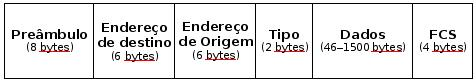 Preâmbulo
(8 bytes)
Endereço
de destino
(6 bytes)
Endereço
de Origem
(6 bytes)
Tipo
(2 bytes)
Dados
(46–1500 bytes)
FCS
(4 bytes)